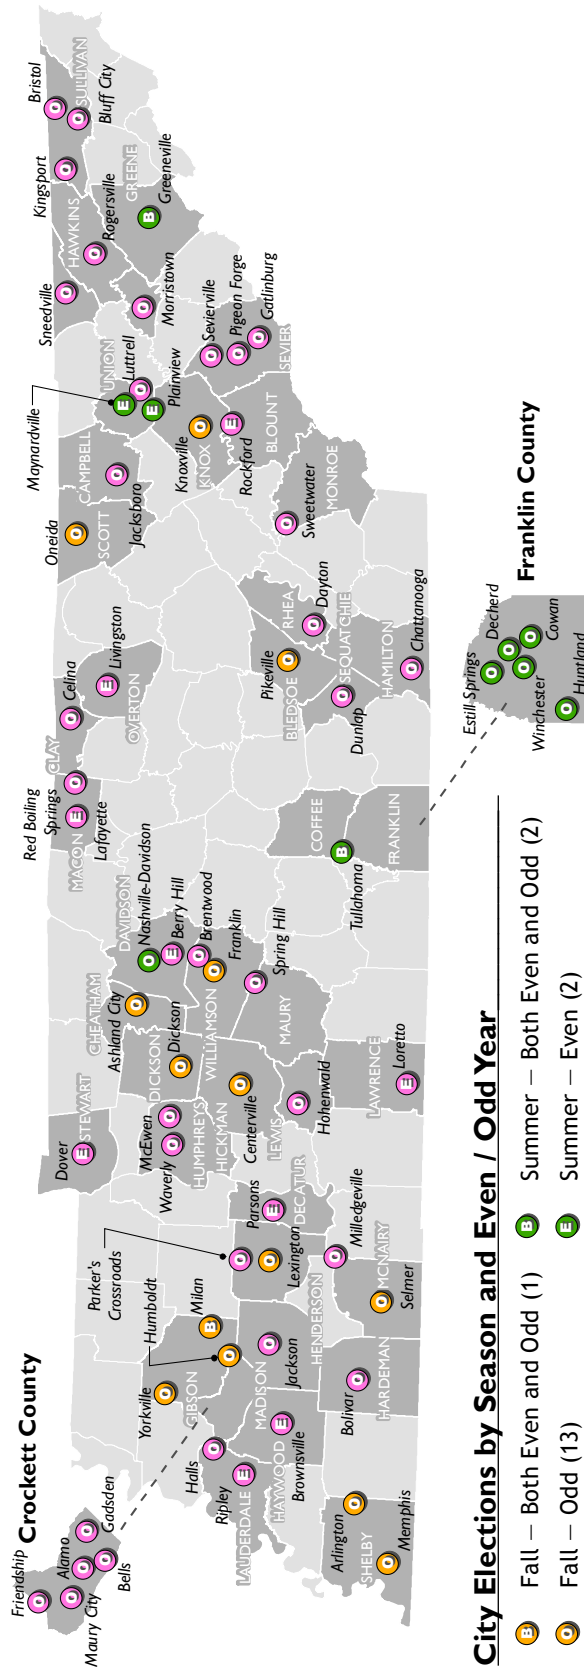 Crockett County
Friendship
Maury City
Alamo
Gadsden
Bells
Yorkville
Humboldt
Milan
Parker's
Crossroads
GIBSON
Halls
Ripley
LAUDERDALE
HAYWOOD
Brownsville
MADISON
Jackson
HENDERSON
Lexington
Parsons
DECATUR
Arlington
SHELBY
Memphis
Bolivar
HARDEMAN
Milledgeville
MCNAIRY
Selmer
Dover
STEWART
McEwen
Waverly
HUMPHREYS
DICKSON
Dickson
HICKMAN
Centerville
LEWIS
Hohenwald
LAWRENCE
Loretto
CHEATHAM
Ashland City
DAVIDSON
Nashville-Davidson
Berry Hill
Brentwood
Franklin
WILLIAMSON
Spring Hill
MAURY
Red Boiling
Springs
MACON
Lafayette
CLAY
Celina
Livingston
OVERTON
COFFEE
Tullahoma
FRANKLIN
Pikeville
BLEDSOE
Dunlap
SEQUATCHIE
RHEA
Dayton
HAMILTON
Chattanooga
Oneida
SCOTT
CAMPBELL
Jacksboro
Maynardville
UNION
Luttrell
Plainview
Knoxville
KNOX
Rockford
BLOUNT
Sweetwater
MONROE
Sevierville
Pigeon Forge
Gatlinburg
SEVIER
Sneedville
HAWKINS
Rogersville
Morristown
Kingsport
Bristol
SULLIVAN
Bluff City
GREENE
Greeneville
Franklin County
Estill Springs
Decherd
Cowan
Winchester
Huntland
City Elections by Season and Even / Odd Year
B Fall — Both Even and Odd (1)
O Fall — Odd (13)
B Summer — Both Even and Odd (2)
E Summer — Even (2)